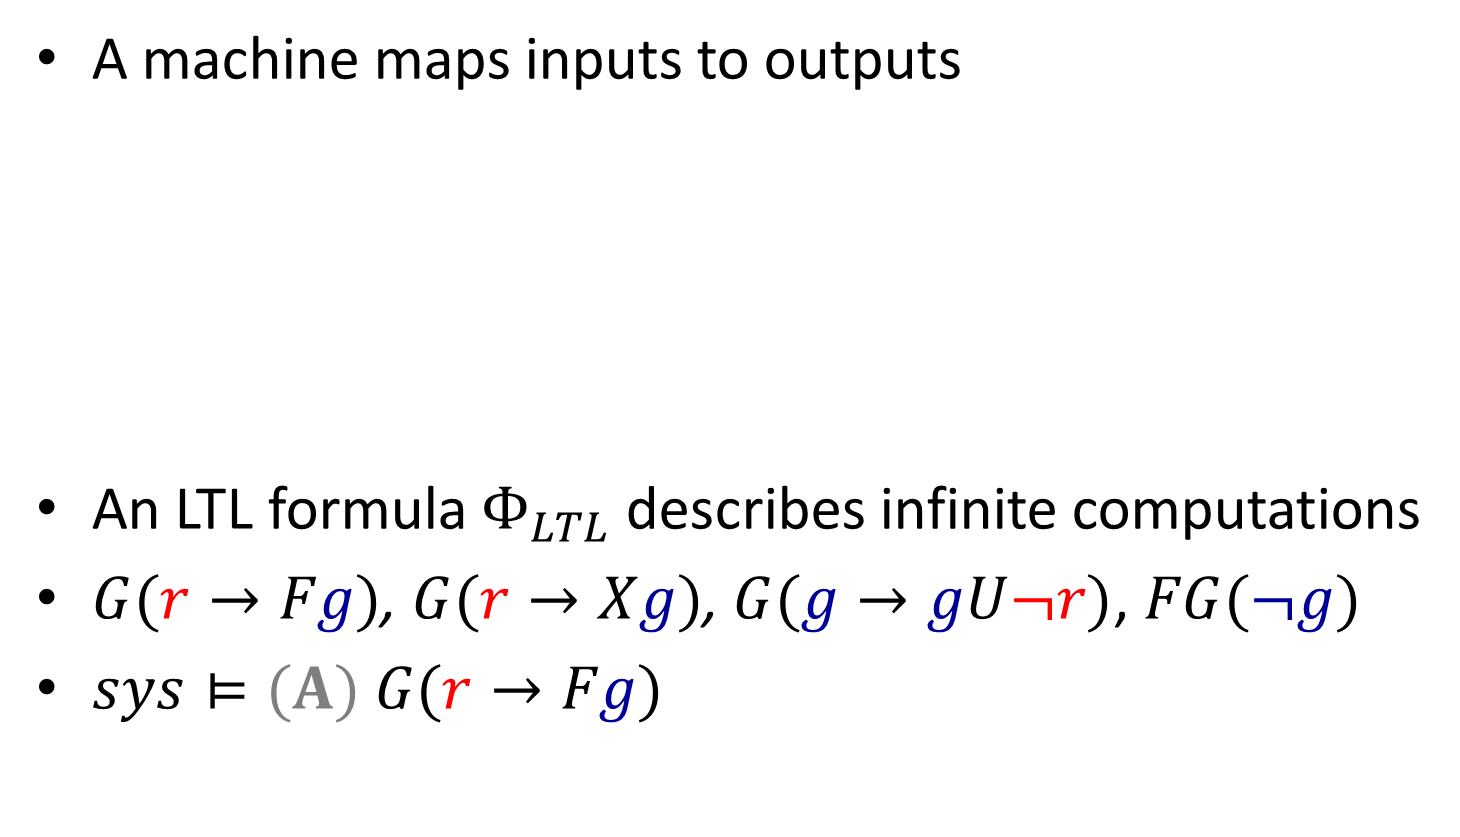 • A machine maps inputs to outputs
• An LTL formula Φ_LTL describes infinite computations
• G(r → Fg), G(r → Xg), G(g → gU¬r), FG(¬g)
• sys ⊨ (A) G(r → Fg)